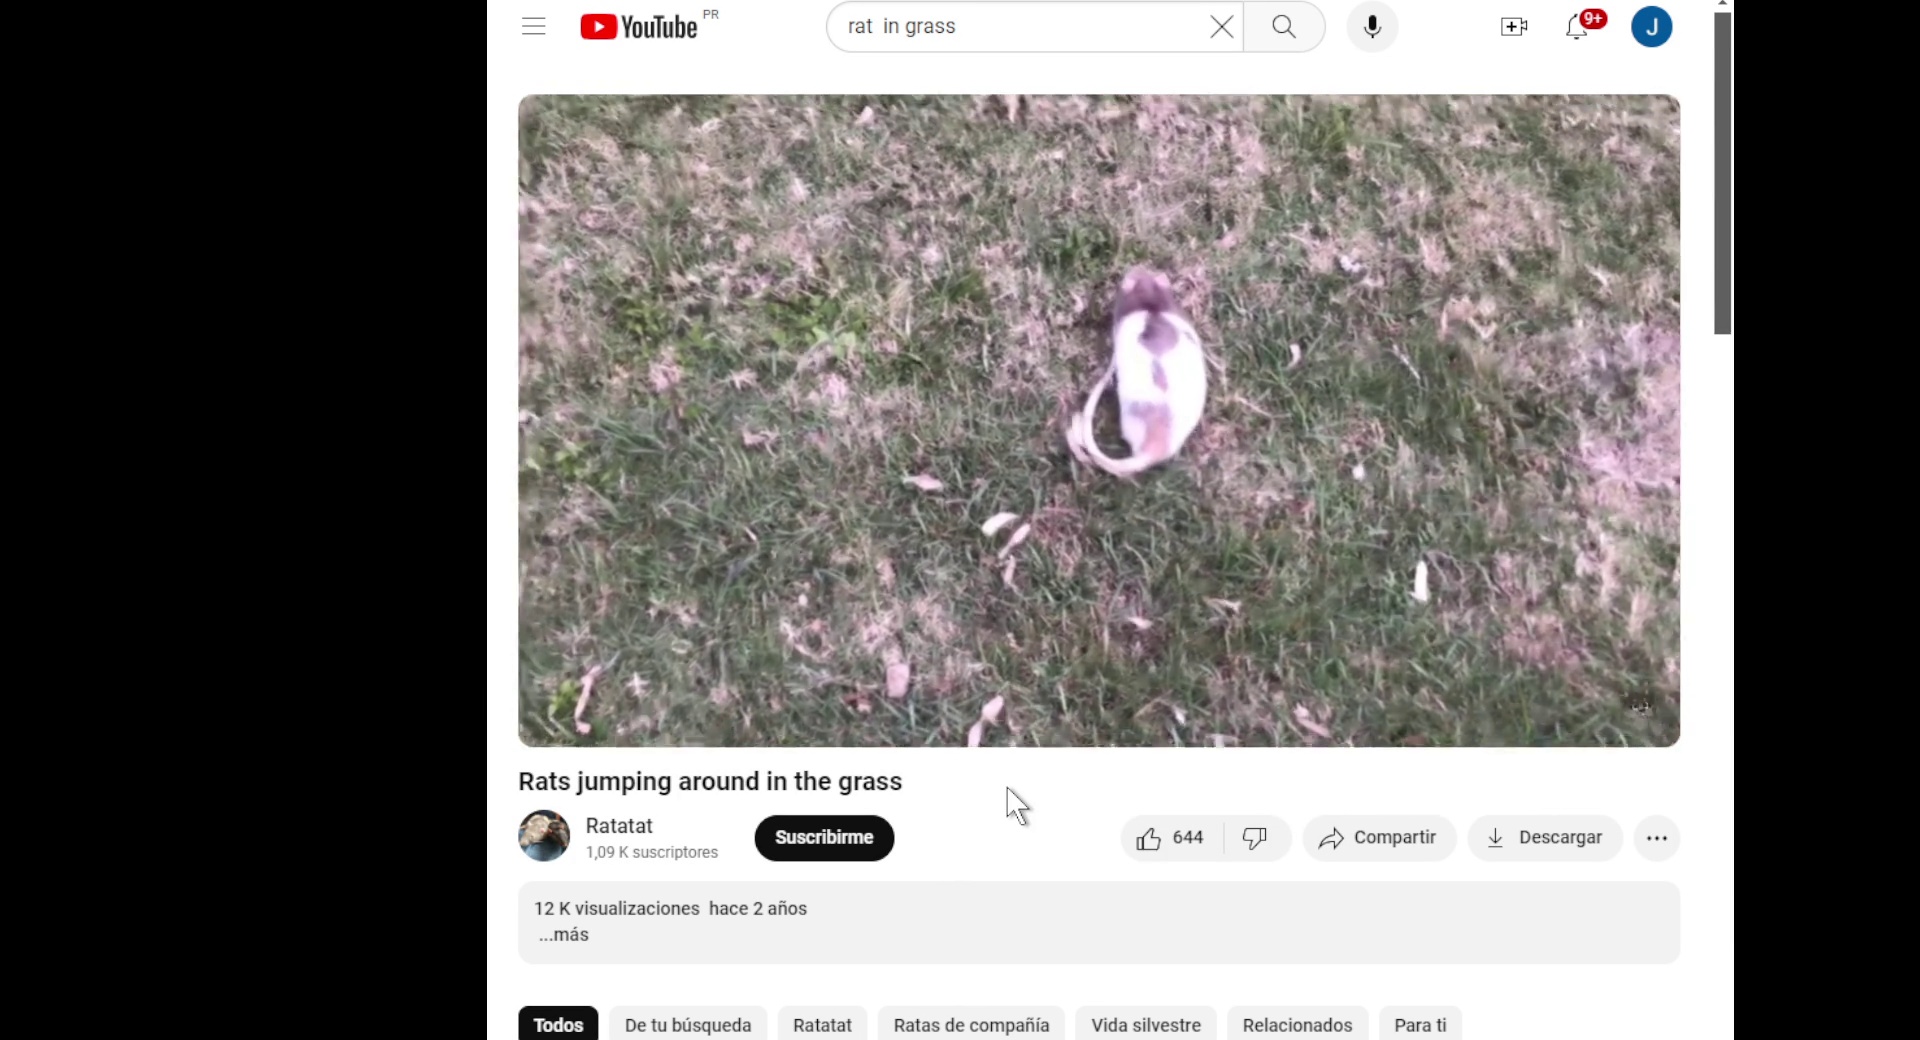 YouTube PR
rat in grass
9+
J
Rats jumping around in the grass
Ratatat
1,09 K suscriptores
Suscribirme
644
Compartir
Descargar
12 K visualizaciones hace 2 años
...más
Todos De tu búsqueda Ratatat Ratas de compañía Vida silvestre Relacionados Para ti